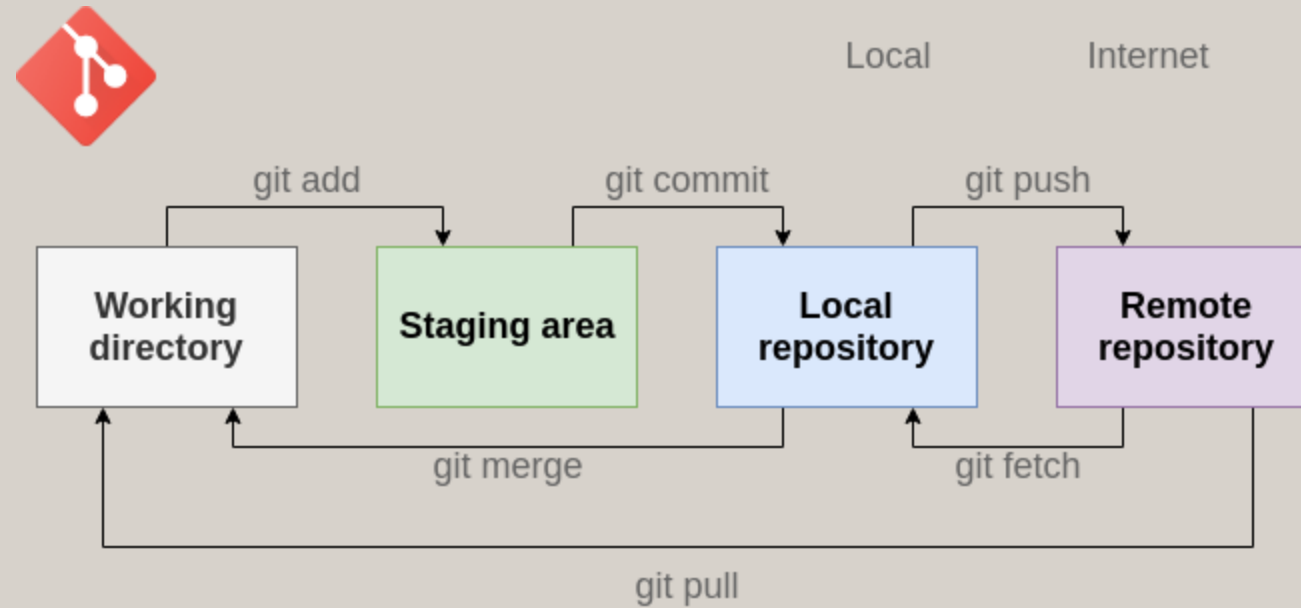 Local
Internet
git add
git commit
git push
Working
directory
Staging area
Local
repository
Remote
repository
git merge
git fetch
git pull